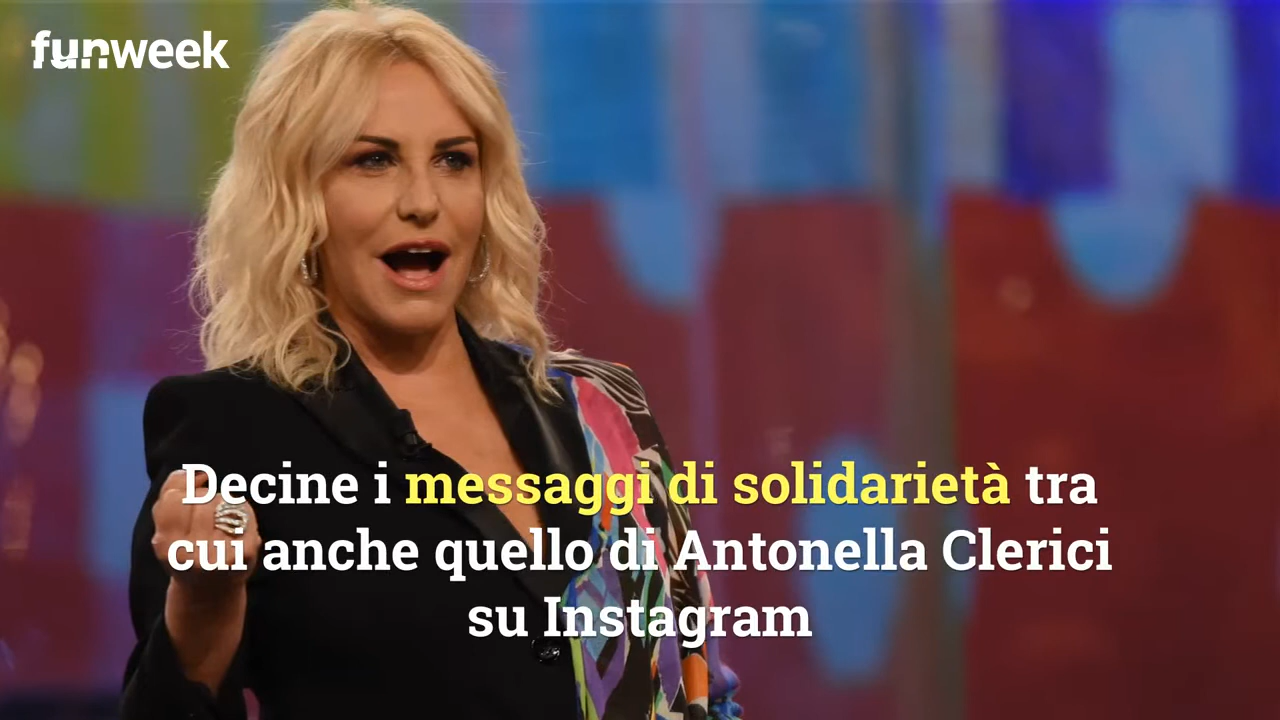 funweek
Decine i messaggi di solidarietà tra
cui anche quello di Antonella Clerici
su Instagram